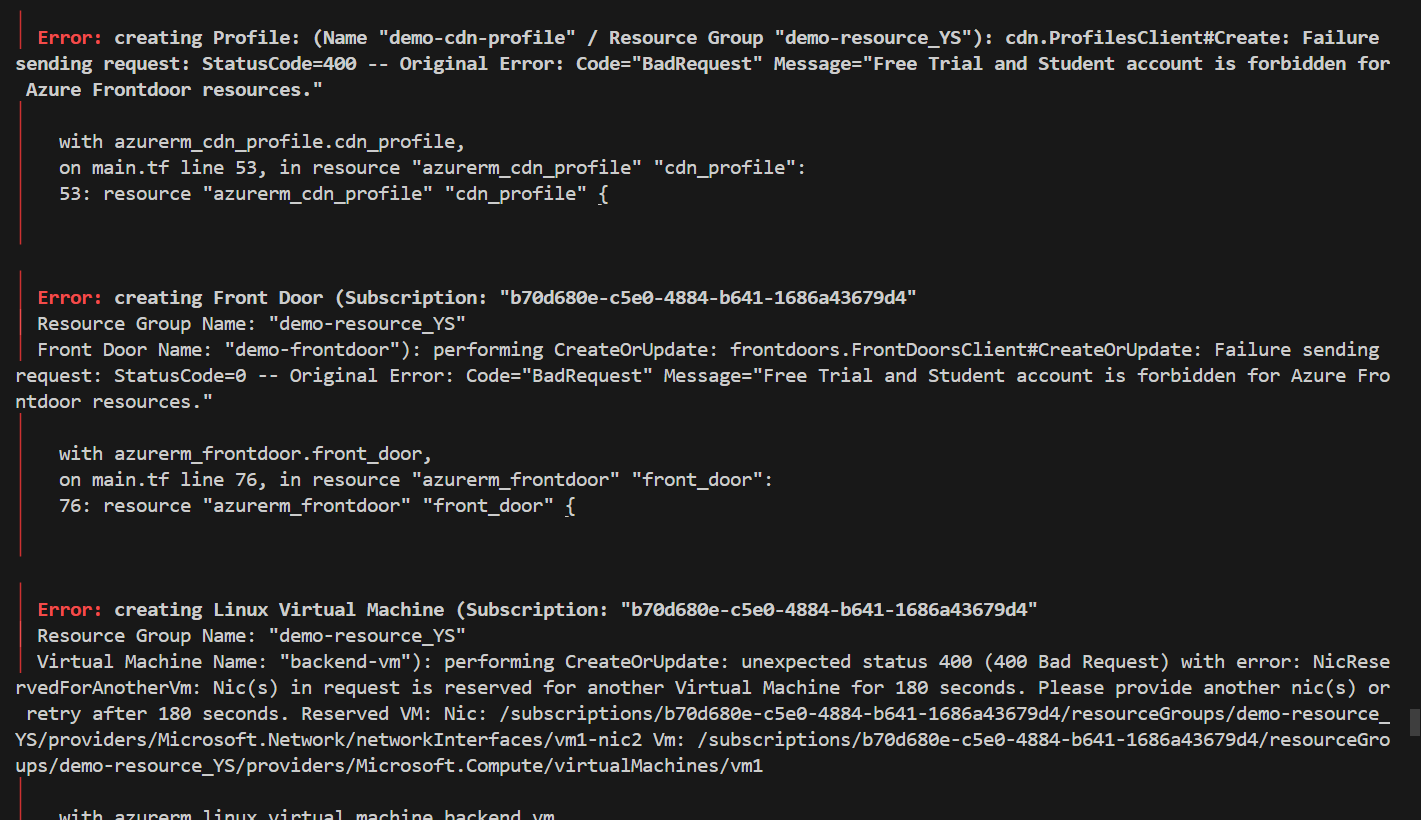 Error: creating Profile: (Name "demo-cdn-profile" / Resource Group "demo-resource_YS"): cdn.ProfilesClient#Create: Failure
sending request: StatusCode=400 -- Original Error: Code="BadRequest" Message="Free Trial and Student account is forbidden for
Azure Frontdoor resources."
with azurerm_cdn_profile.cdn_profile,
on main.tf line 53, in resource "azurerm_cdn_profile" "cdn_profile":
53: resource "azurerm_cdn_profile" "cdn_profile" {
Error: creating Front Door (Subscription: "b70d680e-c5e0-4884-b641-1686a43679d4"
Resource Group Name: "demo-resource_YS"
Front Door Name: "demo-frontdoor"): performing CreateOrUpdate: frontdoors.FrontDoorsClient#CreateOrUpdate: Failure sending
request: StatusCode=0 -- Original Error: Code="BadRequest" Message="Free Trial and Student account is forbidden for Azure Fro
ntdoor resources."
with azurerm_frontdoor.front_door,
on main.tf line 76, in resource "azurerm_frontdoor" "front_door":
76: resource "azurerm_frontdoor" "front_door" {
Error: creating Linux Virtual Machine (Subscription: "b70d680e-c5e0-4884-b641-1686a43679d4"
Resource Group Name: "demo-resource_YS"
Virtual Machine Name: "backend-vm"): performing CreateOrUpdate: unexpected status 400 (400 Bad Request) with error: NicRese
rvedForAnotherVm: Nic(s) in request is reserved for another Virtual Machine for 180 seconds. Please provide another nic(s) or
retry after 180 seconds. Reserved VM: Nic: /subscriptions/b70d680e-c5e0-4884-b641-1686a43679d4/resourceGroups/demo-resource_
YS/providers/Microsoft.Network/networkInterfaces/vm1-nic2 Vm: /subscriptions/b70d680e-c5e0-4884-b641-1686a43679d4/resourceGro
ups/demo-resource_YS/providers/Microsoft.Compute/virtualMachines/vm1
with azurerm_linux_virtual_machine.backend_vm